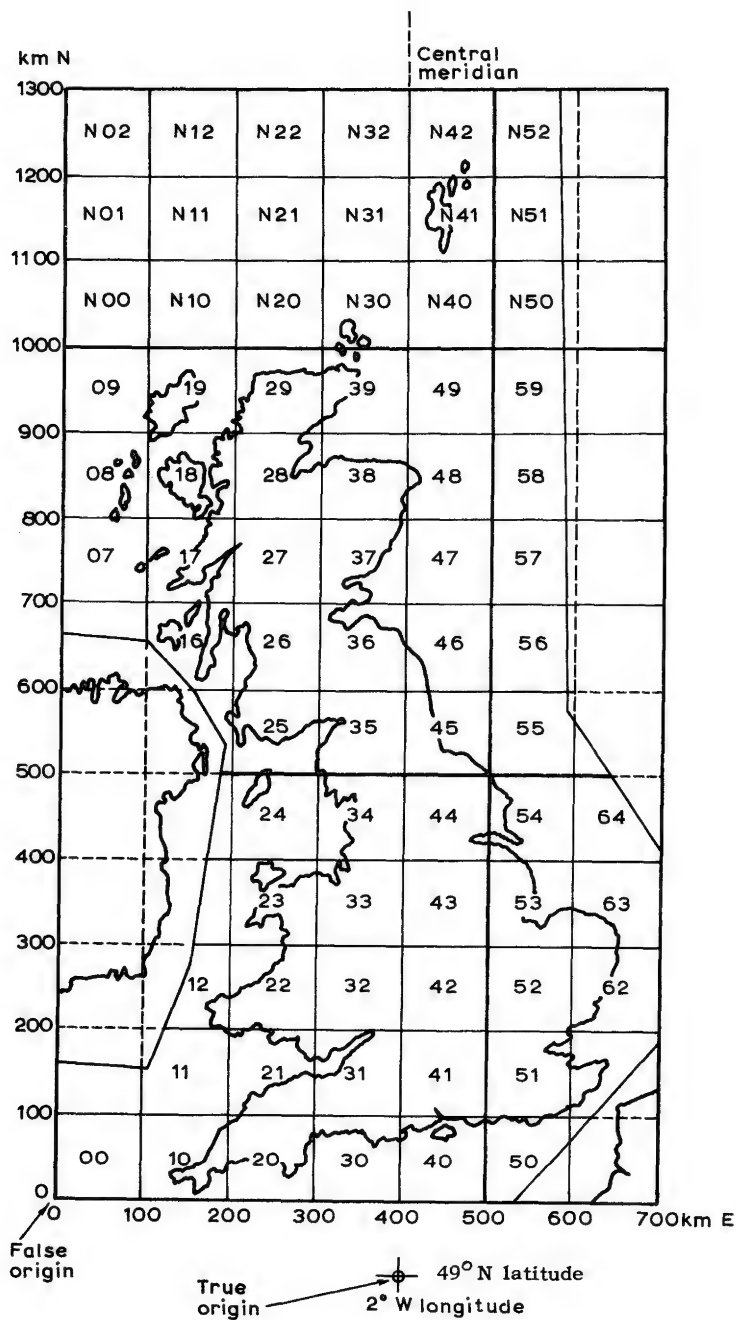 km N
Central
meridian
1300
N02 N12 N22 N32 N42 N52
1200
N01 N11 N21 N31 N41 N51
1100
N00 N10 N20 N30 N40 N50
1000
09 19 29 39 49 59
900
08 18 28 38 48 58
800
07 17 27 37 47 57
700
16 26 36 46 56
600
25 35 45 55
500
24 34 44 54 64
400
23 33 43 53 63
300
12 22 32 42 52 62
200
11 21 31 41 51
100
00 10 20 30 40 50
0
0 100 200 300 400 500 600 700km E
False
origin
True
origin
49° N latitude
2° W longitude